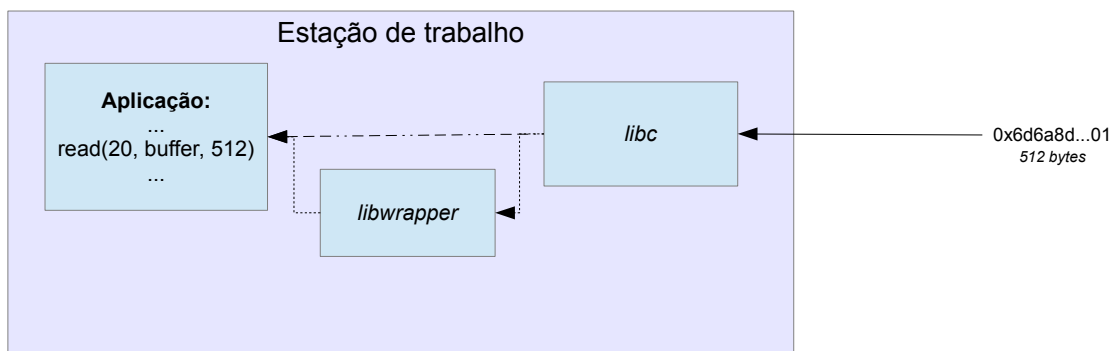 Estação de trabalho
Aplicação:
...
read(20, buffer, 512)
...
libc
0x6d6a8d...01
512 bytes
libwrapper